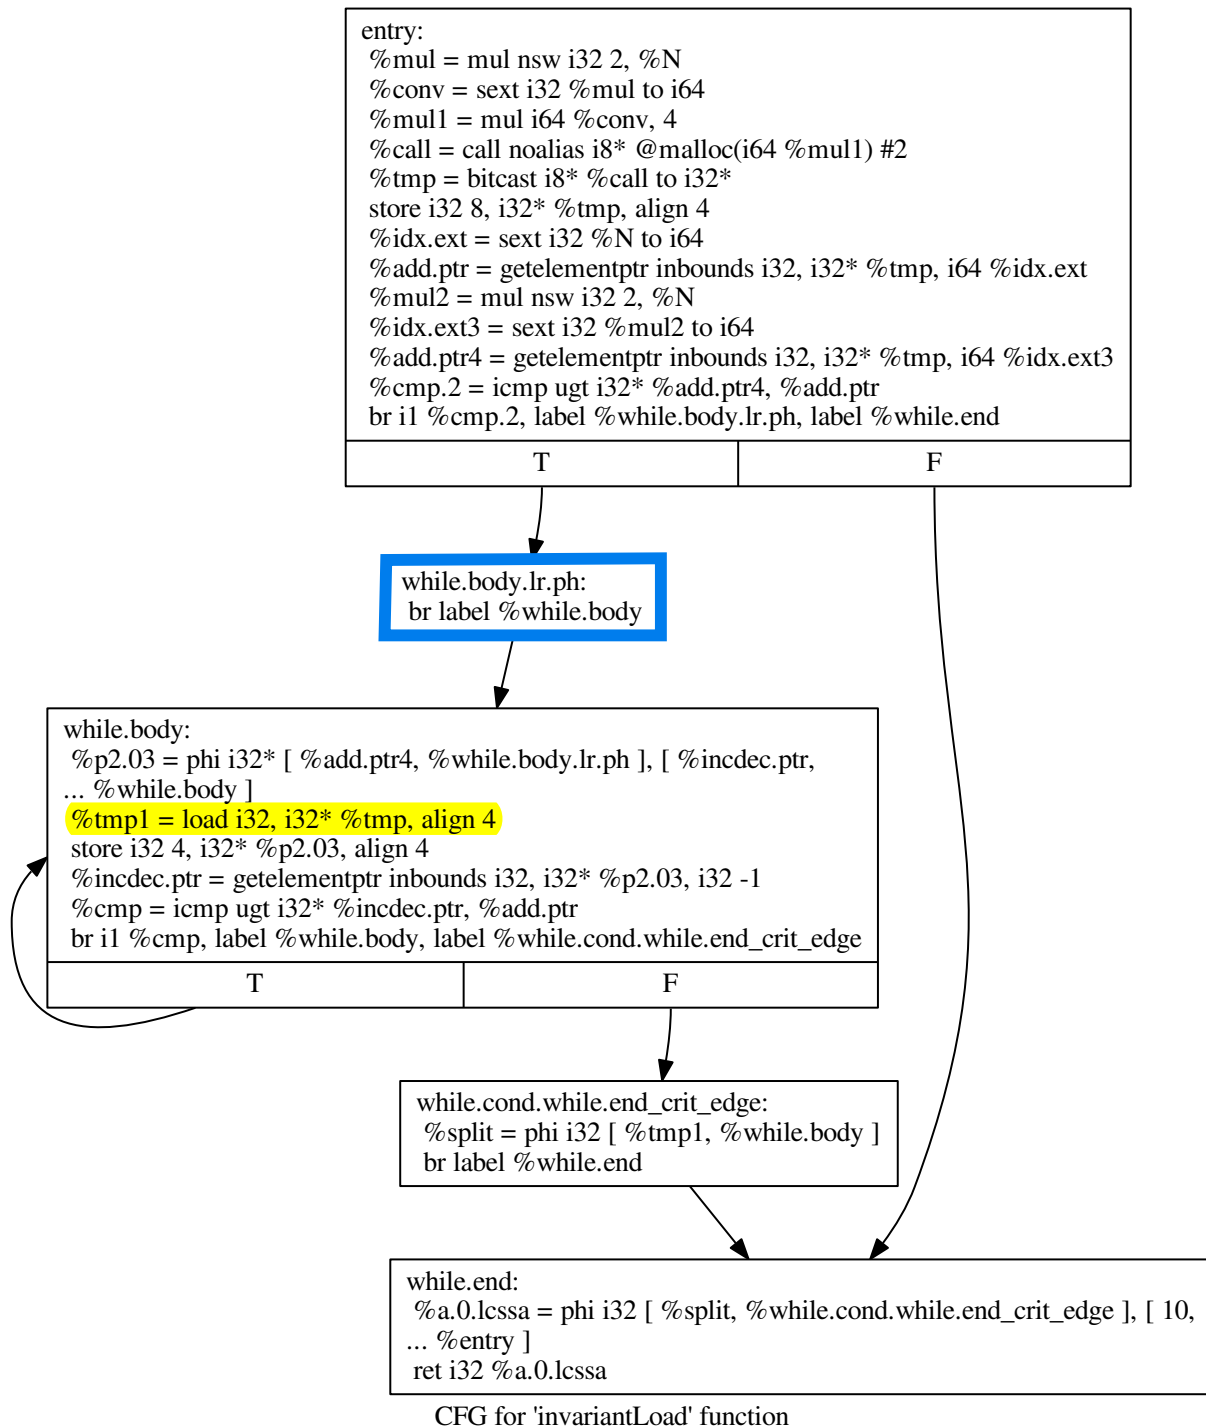 entry:
%mul = mul nsw i32 2, %N
%conv = sext i32 %mul to i64
%mul1 = mul i64 %conv, 4
%call = call noalias i8* @malloc(i64 %mul1) #2
%tmp = bitcast i8* %call to i32*
store i32 8, i32* %tmp, align 4
%idx.ext = sext i32 %N to i64
%add.ptr = getelementptr inbounds i32, i32* %tmp, i64 %idx.ext
%mul2 = mul nsw i32 2, %N
%idx.ext3 = sext i32 %mul2 to i64
%add.ptr4 = getelementptr inbounds i32, i32* %tmp, i64 %idx.ext3
%cmp.2 = icmp ugt i32* %add.ptr4, %add.ptr
br i1 %cmp.2, label %while.body.lr.ph, label %while.end
T F
while.body.lr.ph:
br label %while.body
while.body:
%p2.03 = phi i32* [ %add.ptr4, %while.body.lr.ph ], [ %incdec.ptr,
... %while.body ]
%tmp1 = load i32, i32* %tmp, align 4
store i32 4, i32* %p2.03, align 4
%incdec.ptr = getelementptr inbounds i32, i32* %p2.03, i32 -1
%cmp = icmp ugt i32* %incdec.ptr, %add.ptr
br i1 %cmp, label %while.body, label %while.cond.while.end_crit_edge
T F
while.cond.while.end_crit_edge:
%split = phi i32 [ %tmp1, %while.body ]
br label %while.end
while.end:
%a.0.lcssa = phi i32 [ %split, %while.cond.while.end_crit_edge ], [ 10,
... %entry ]
ret i32 %a.0.lcssa
CFG for 'invariantLoad' function